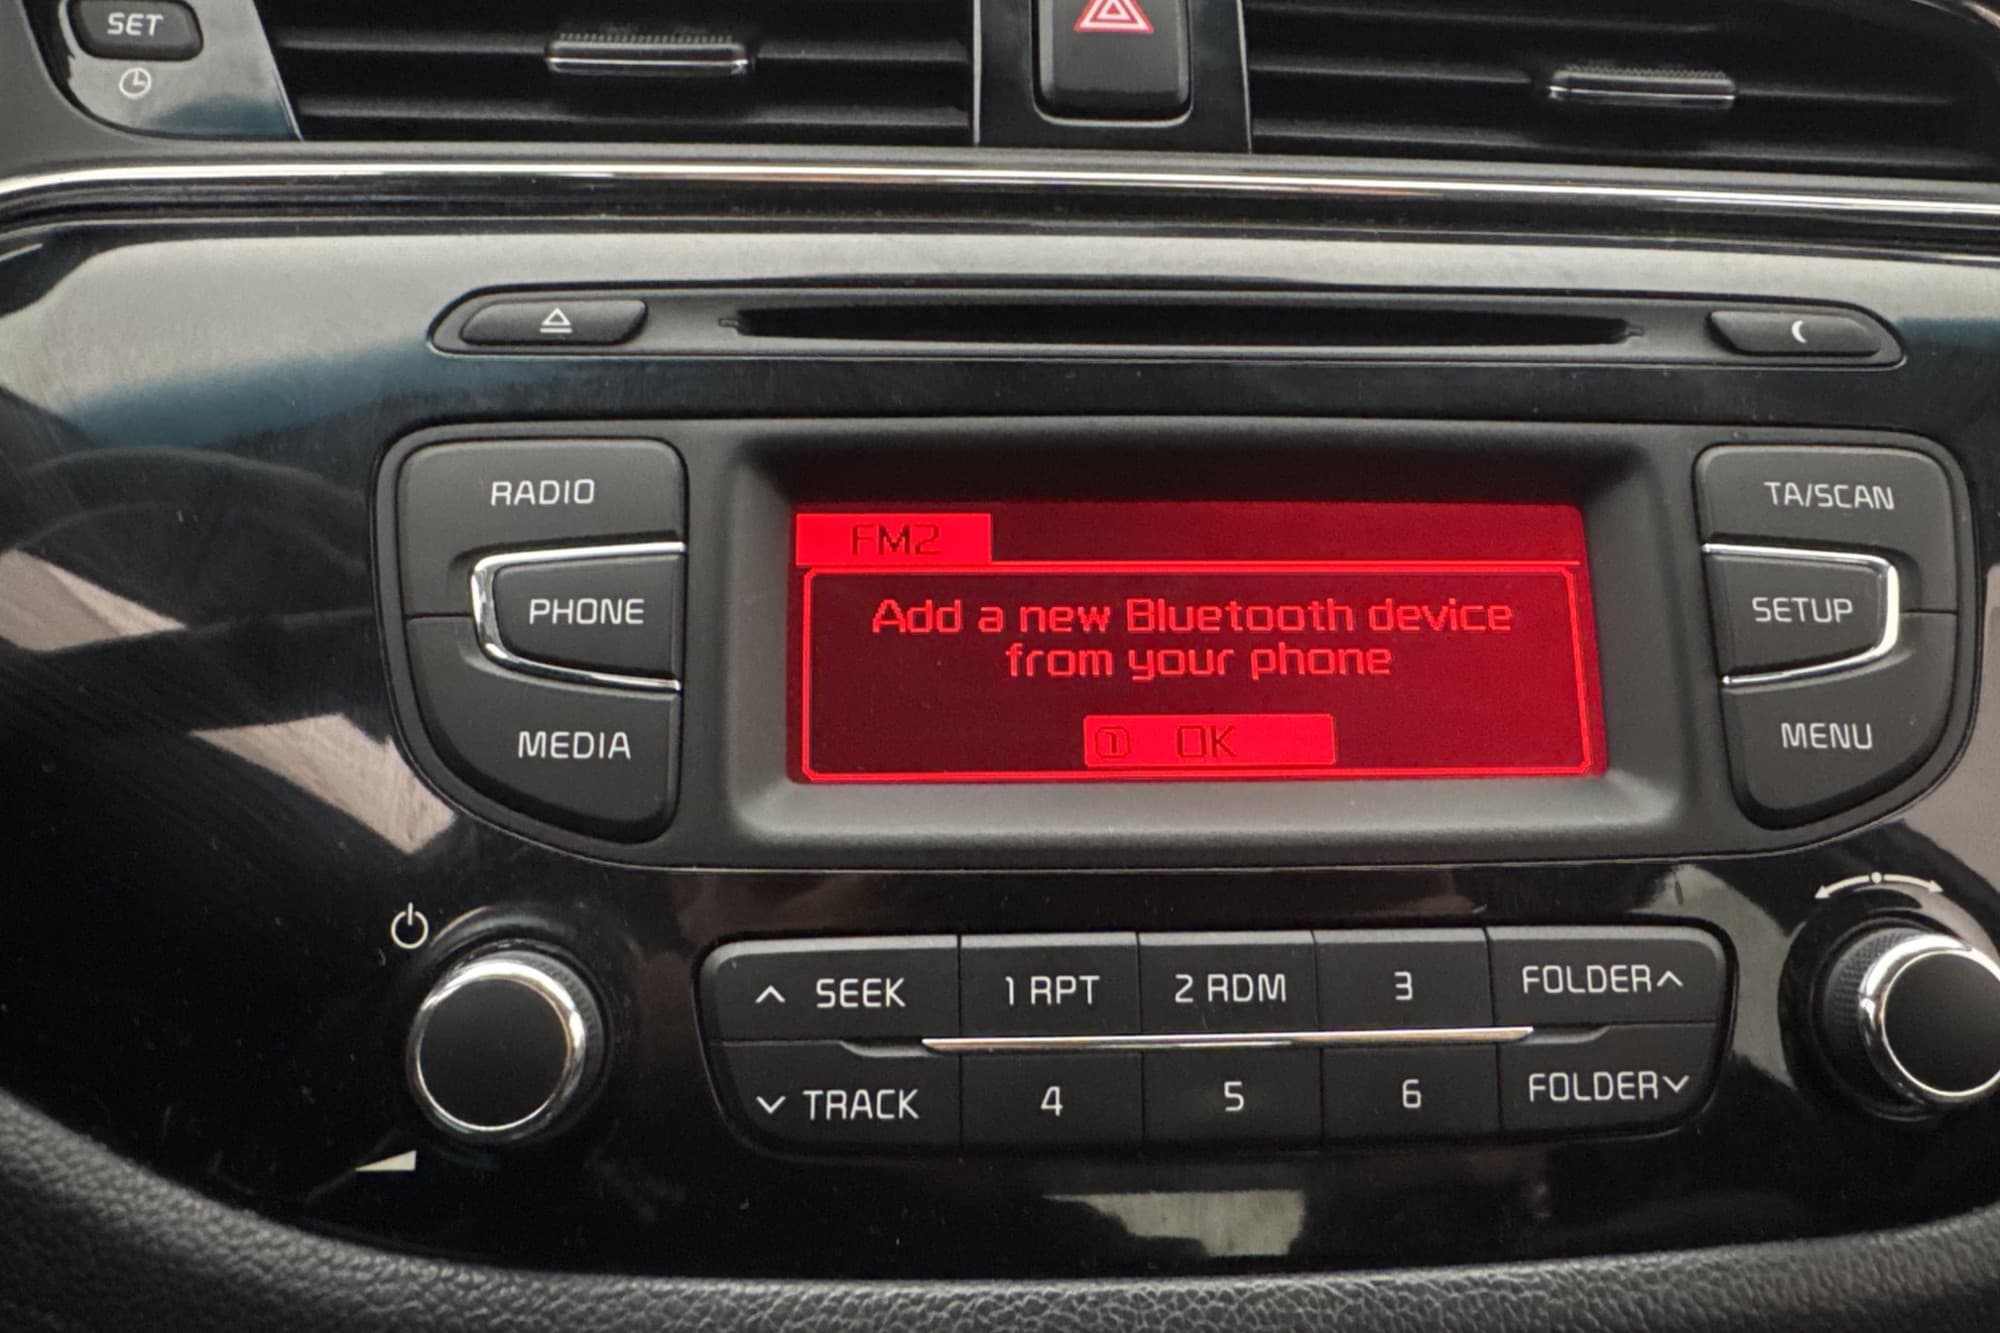 SET
RADIO
TA/SCAN
FM2
Add a new Bluetooth device
from your phone
PHONE
SETUP
① OK
MEDIA
MENU
SEEK
1 RPT
2 RDM
3
FOLDER
TRACK
4
5
6
FOLDER